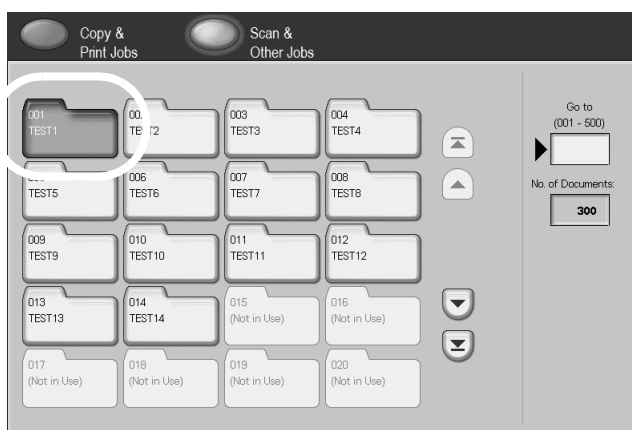 Copy &
Print Jobs
Scan &
Other Jobs
001
TEST1
TEST2
003
TEST3
004
TEST4
TEST5
006
TEST6
007
TEST7
008
TEST8
009
TEST9
010
TEST10
011
TEST11
012
TEST12
013
TEST13
014
TEST14
015
(Not in Use)
016
(Not in Use)
017
(Not in Use)
018
(Not in Use)
019
(Not in Use)
020
(Not in Use)
Go to
(001 - 500)
No. of Documents:
300